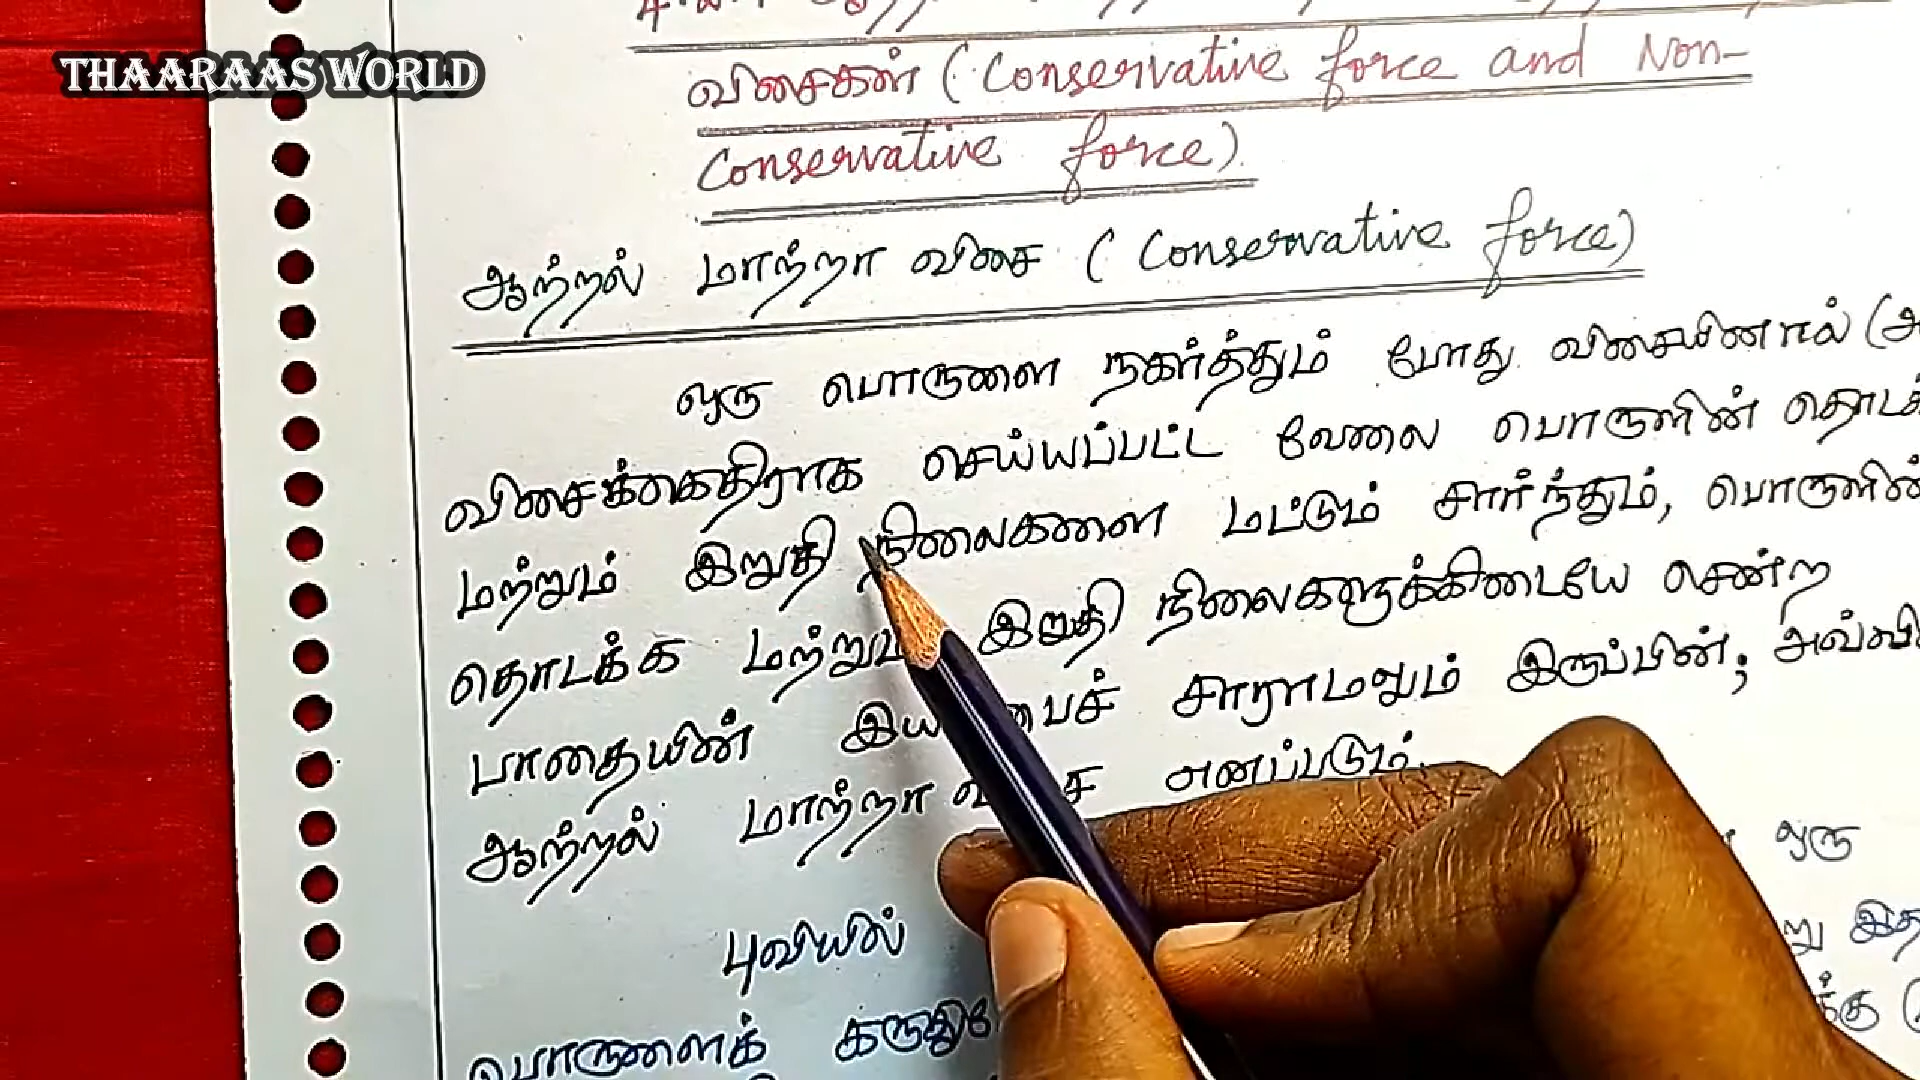 THAARAAS WORLD
விசைகள் (Conservative force and Non-
Conservative force)
ஆற்றல் மாற்றா விசை (Conservative force)
ஒரு பொருளை நகர்த்தும் போது விசையினால்
விசைக்கெதிராக செய்யப்பட்ட வேலை பொருளின்
மற்றும் இறுதி நிலைகளை மட்டும் சார்ந்தும், பொருளின்
தொடக்க மற்றும் இறுதி நிலைகளுக்கிடையே சென்ற
பாதையின் சாராமலும் இருப்பின்;
ஆற்றல் மாற்றா எனப்படும்.
ஒரு
புவியில்
பொருளைக்